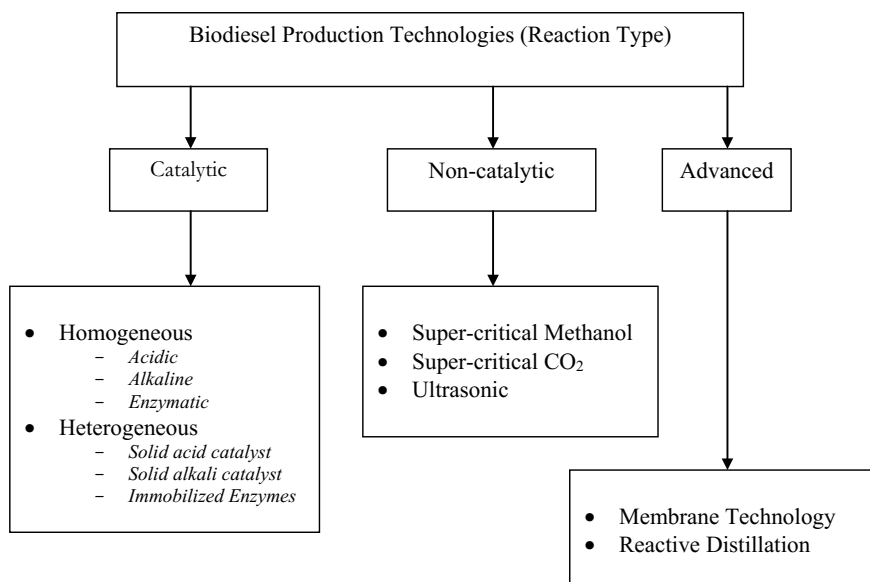 Biodiesel Production Technologies (Reaction Type)
Catalytic
Non-catalytic
Advanced
• Homogeneous
– Acidic
– Alkaline
– Enzymatic
• Heterogeneous
– Solid acid catalyst
– Solid alkali catalyst
– Immobilized Enzymes
• Super-critical Methanol
• Super-critical CO₂
• Ultrasonic
• Membrane Technology
• Reactive Distillation